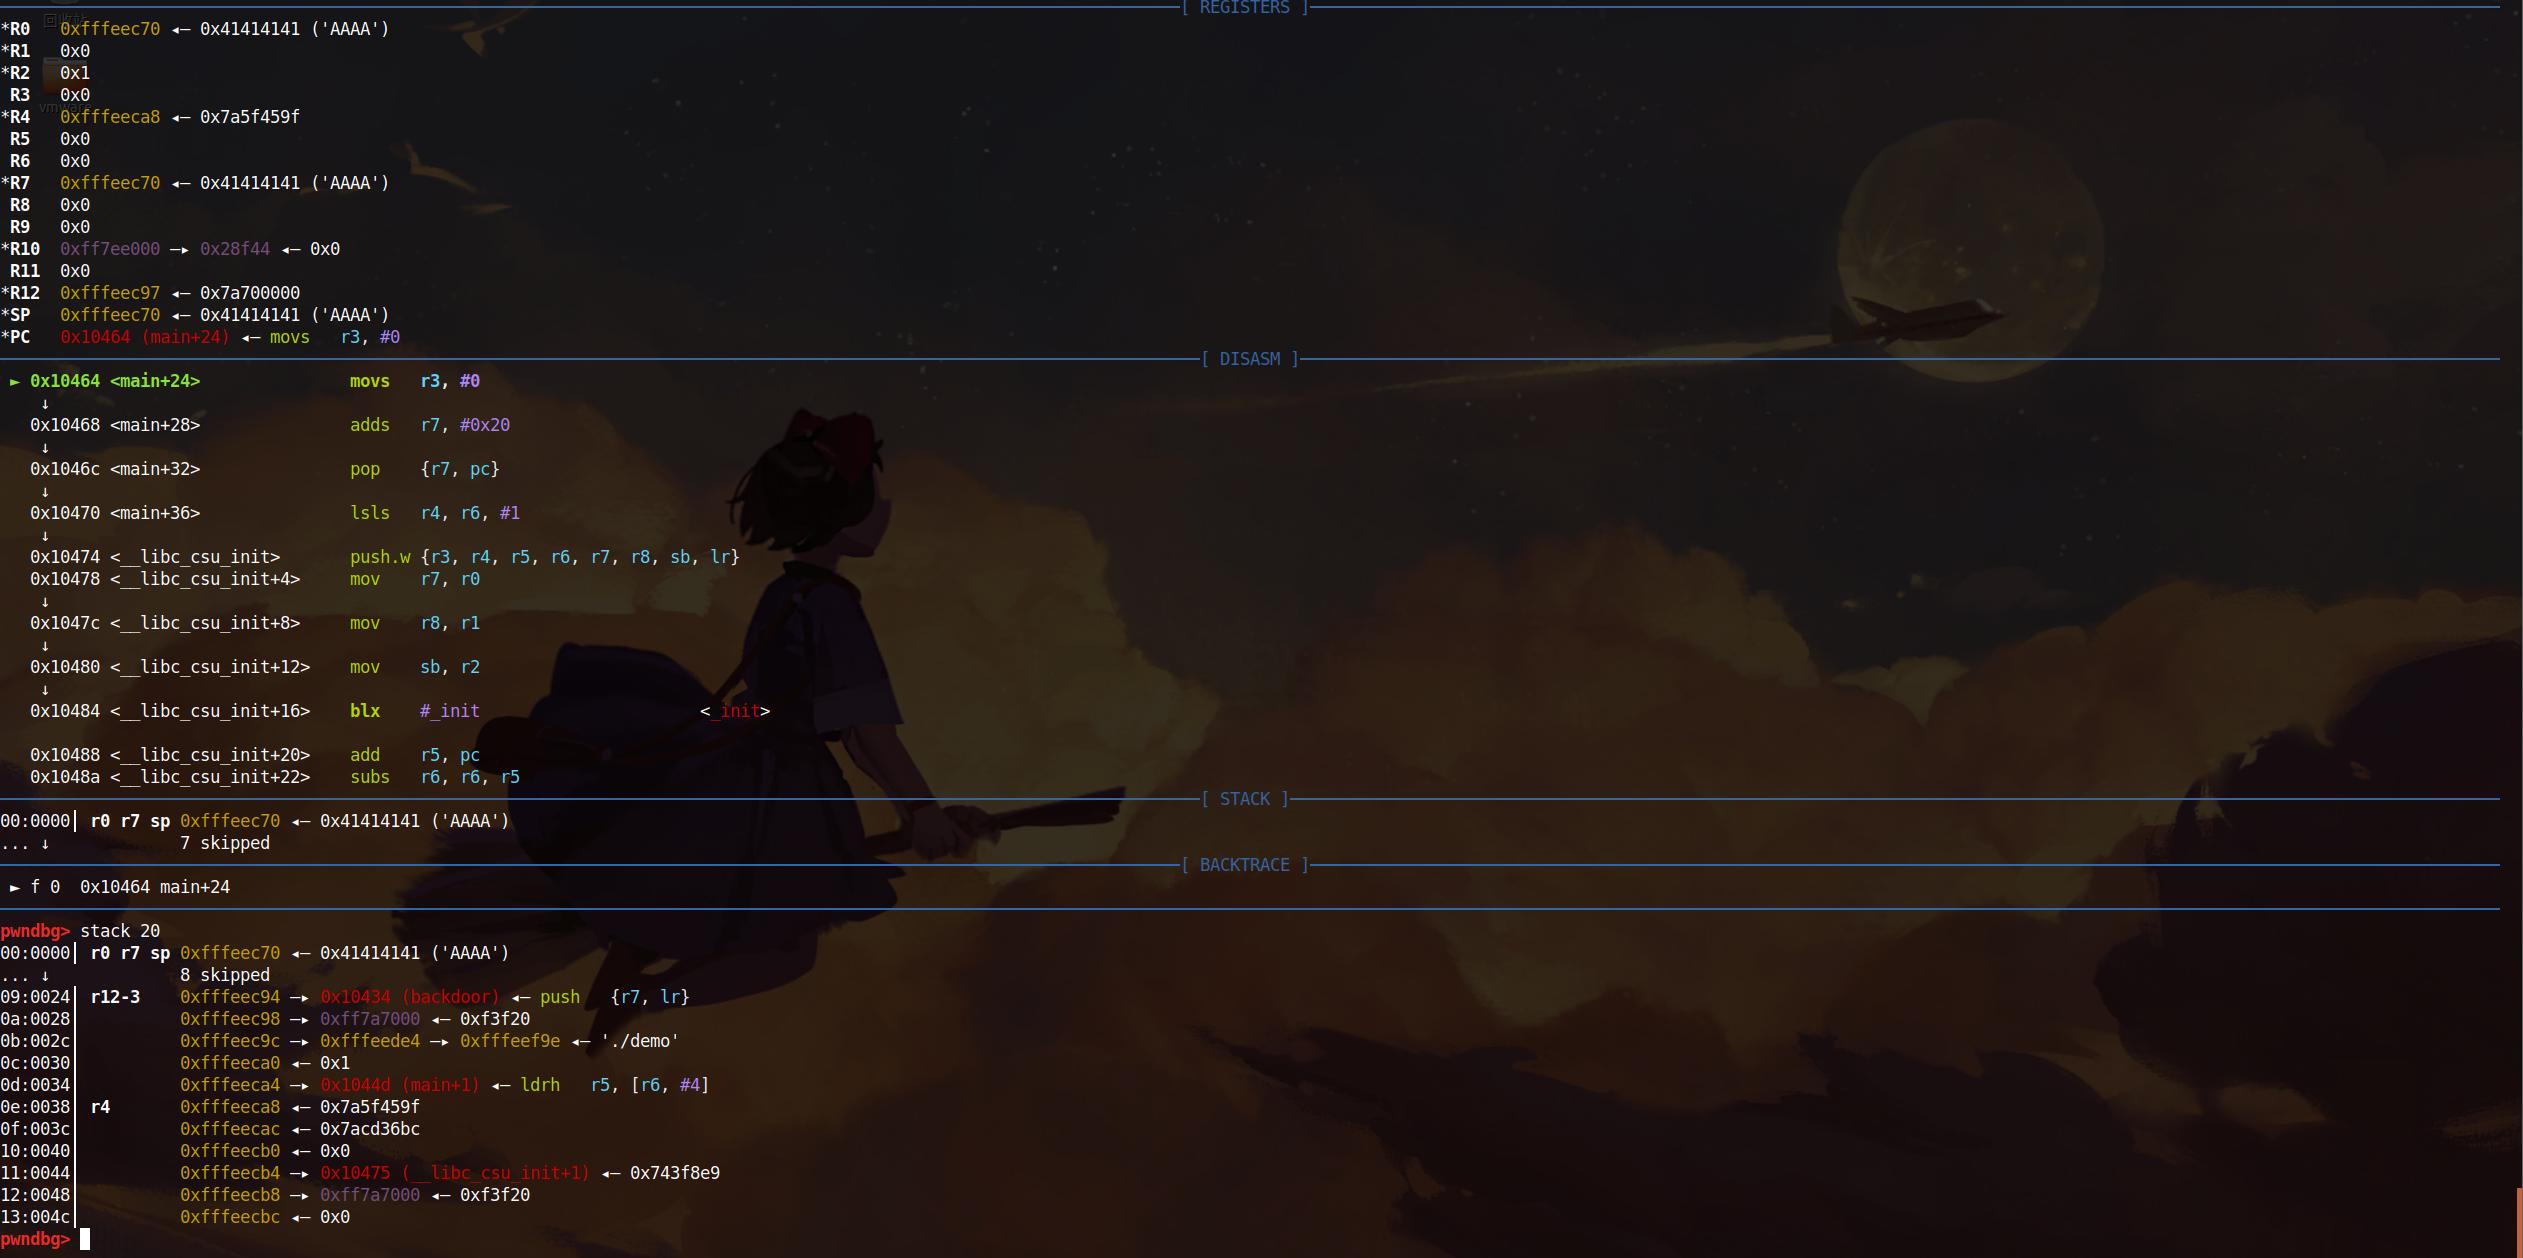 [ REGISTERS ]
回收站
*R0   0xfffeec70 ◂— 0x41414141 ('AAAA')
*R1   0x0
*R2   0x1
 R3   0x0
vmware
*R4   0xfffeeca8 ◂— 0x7a5f459f
 R5   0x0
 R6   0x0
*R7   0xfffeec70 ◂— 0x41414141 ('AAAA')
 R8   0x0
 R9   0x0
*R10  0xff7ee000 —▸ 0x28f44 ◂— 0x0
 R11  0x0
*R12  0xfffeec97 ◂— 0x7a700000
*SP   0xfffeec70 ◂— 0x41414141 ('AAAA')
*PC   0x10464 (main+24) ◂— movs   r3, #0
[ DISASM ]
 ► 0x10464 <main+24>               movs   r3, #0
    ↓
   0x10468 <main+28>               adds   r7, #0x20
    ↓
   0x1046c <main+32>               pop    {r7, pc}
    ↓
   0x10470 <main+36>               lsls   r4, r6, #1
    ↓
   0x10474 <__libc_csu_init>       push.w {r3, r4, r5, r6, r7, r8, sb, lr}
   0x10478 <__libc_csu_init+4>     mov    r7, r0
    ↓
   0x1047c <__libc_csu_init+8>     mov    r8, r1
    ↓
   0x10480 <__libc_csu_init+12>    mov    sb, r2
    ↓
   0x10484 <__libc_csu_init+16>    blx    #_init                      <_init>
   0x10488 <__libc_csu_init+20>    add    r5, pc
   0x1048a <__libc_csu_init+22>    subs   r6, r6, r5
[ STACK ]
00:0000│ r0 r7 sp 0xfffeec70 ◂— 0x41414141 ('AAAA')
... ↓             7 skipped
[ BACKTRACE ]
 ► f 0  0x10464 main+24
pwndbg> stack 20
00:0000│ r0 r7 sp 0xfffeec70 ◂— 0x41414141 ('AAAA')
... ↓             8 skipped
09:0024│ r12-3    0xfffeec94 —▸ 0x10434 (backdoor) ◂— push   {r7, lr}
0a:0028│          0xfffeec98 —▸ 0xff7a7000 ◂— 0xf3f20
0b:002c│          0xfffeec9c —▸ 0xfffeede4 —▸ 0xfffeef9e ◂— './demo'
0c:0030│          0xfffeeca0 ◂— 0x1
0d:0034│          0xfffeeca4 —▸ 0x1044d (main+1) ◂— ldrh   r5, [r6, #4]
0e:0038│ r4       0xfffeeca8 ◂— 0x7a5f459f
0f:003c│          0xfffeecac ◂— 0x7acd36bc
10:0040│          0xfffeecb0 ◂— 0x0
11:0044│          0xfffeecb4 —▸ 0x10475 (__libc_csu_init+1) ◂— 0x743f8e9
12:0048│          0xfffeecb8 —▸ 0xff7a7000 ◂— 0xf3f20
13:004c│          0xfffeecbc ◂— 0x0
pwndbg>